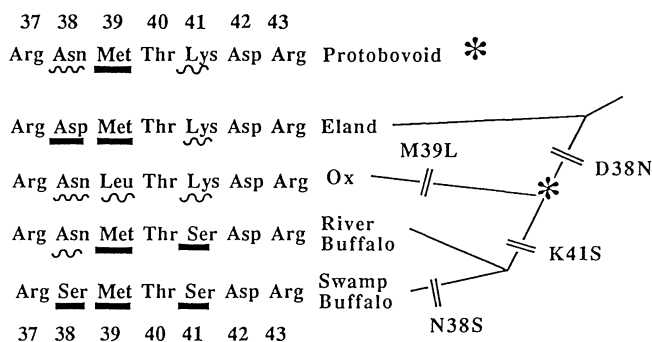 37 38 39 40 41 42 43
Arg Asn Met Thr Lys Asp Arg Protobovoid *
Arg Asp Met Thr Lys Asp Arg Eland
M39L
D38N
Arg Asn Leu Thr Lys Asp Arg Ox
*
Arg Asn Met Thr Ser Asp Arg River Buffalo
K41S
Arg Ser Met Thr Ser Asp Arg Swamp Buffalo
N38S
37 38 39 40 41 42 43